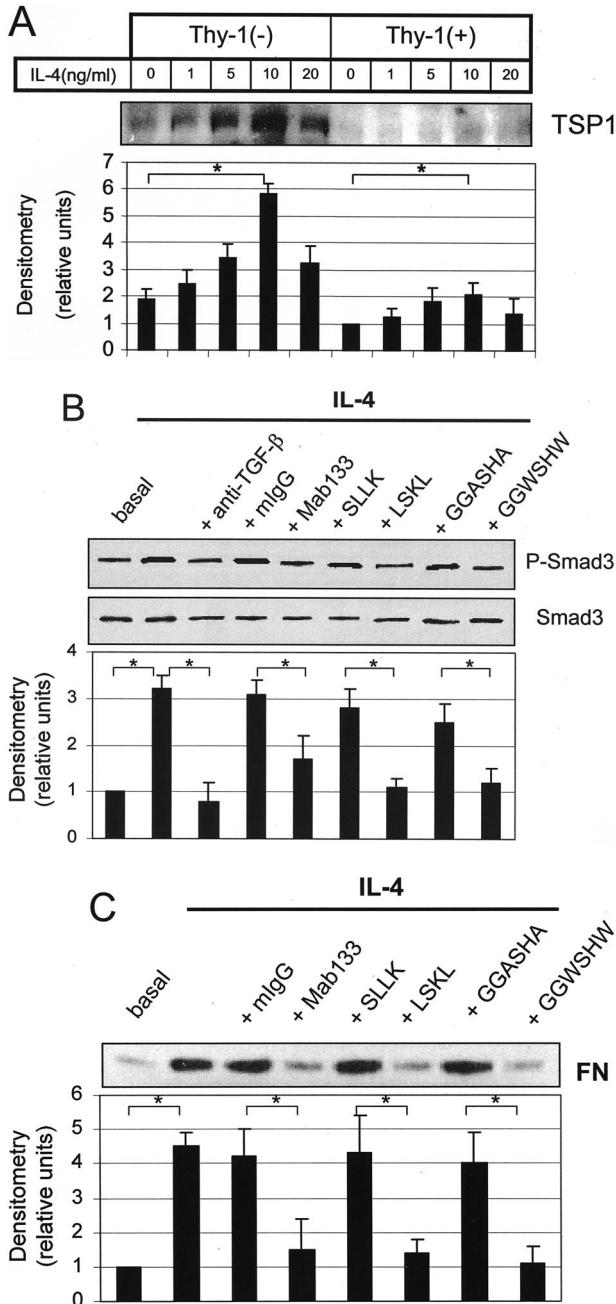 A
Thy-1(-) Thy-1(+)
IL-4(ng/ml) 0 1 5 10 20 0 1 5 10 20
TSP1
Densitometry
(relative units)
7
6
5
4
3
2
1
0
* *
B
IL-4
basal + anti-TGF-β + mIgG + Mab133 + SLLK + LSKL + GGASHA + GGWSHW
P-Smad3
Smad3
Densitometry
(relative units)
4
3
2
1
0
* * * * *
C
IL-4
basal + mIgG + Mab133 + SLLK + LSKL + GGASHA + GGWSHW
FN
Densitometry
(relative units)
6
5
4
3
2
1
0
* * * *